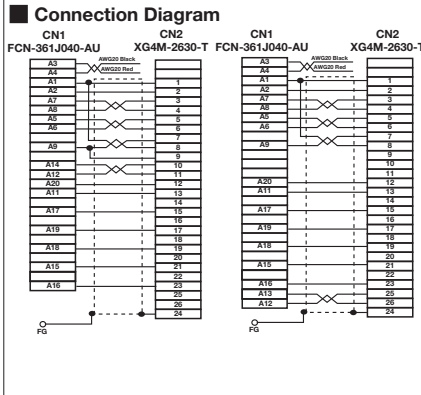 Connection Diagram
CN1 CN2
FCN-361J040-AU XG4M-2630-T
AWG20 Black
AWG20 Red
A3
A4
A1 1
A2 2
A7 3
A8 4
A5 5
A6 6
7
A9 8
9
A14 10
A12 11
A20 12
A11 13
14
A17 15
16
A19 17
18
A18 19
20
A15 21
22
A16 23
25
26
24
FG
CN1 CN2
FCN-361J040-AU XG4M-2630-T
AWG20 Black
AWG20 Red
A3
A4
A1 1
A2 2
A7 3
A8 4
A5 5
A6 6
7
A9 8
9
10
11
A20 12
A11 13
14
A17 15
16
A19 17
18
A18 19
20
A15 21
22
A16 23
A13 25
A12 26
24
FG